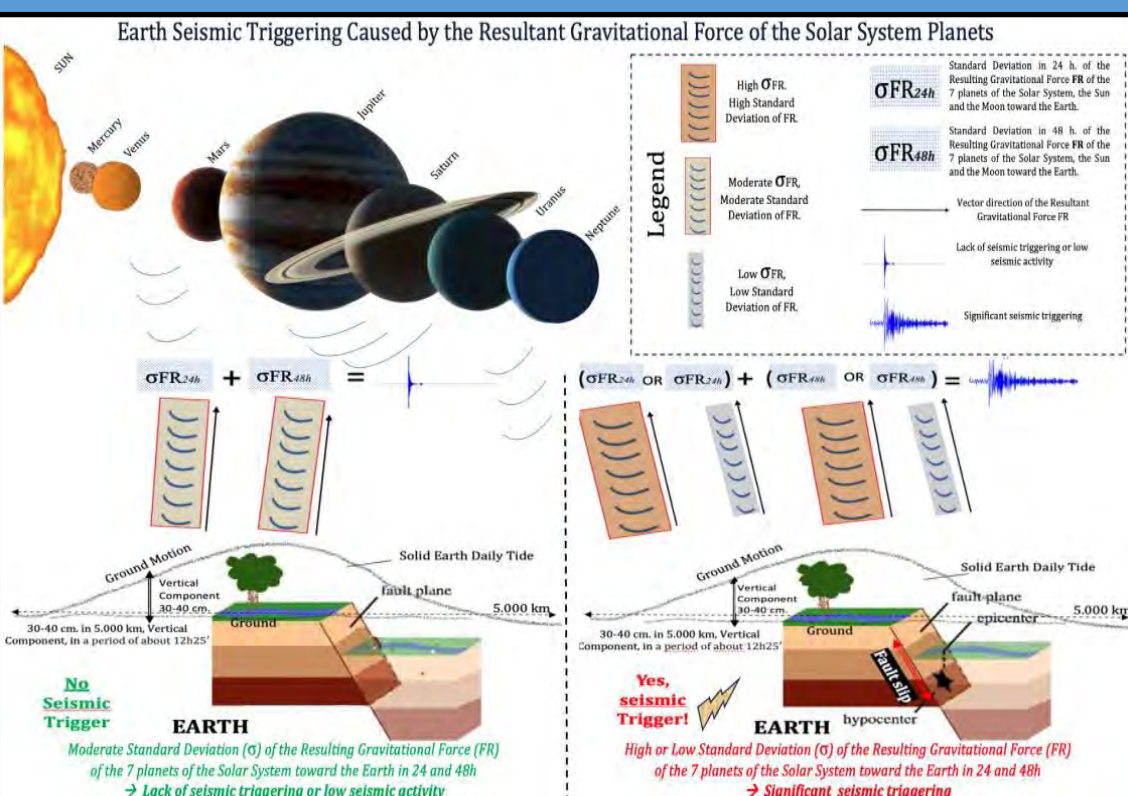 Earth Seismic Triggering Caused by the Resultant Gravitational Force of the Solar System Planets
SUN
Mercury
Venus
Mars
Jupiter
Saturn
Uranus
Neptune
Legend
High σFR.
High Standard
Deviation of FR.
Moderate σFR,
Moderate Standard
Deviation of FR.
Low σFR,
Low Standard
Deviation of FR.
σFR24h
Standard Deviation in 24 h. of the
Resulting Gravitational Force FR of the
7 planets of the Solar System, the Sun
and the Moon toward the Earth.
σFR48h
Standard Deviation in 48 h. of the
Resulting Gravitational Force FR of the
7 planets of the Solar System, the Sun
and the Moon toward the Earth.
Vector direction of the Resultant
Gravitational Force FR
Lack of seismic triggering or low
seismic activity
Significant seismic triggering
σFR24h + σFR48h =
Ground Motion
Solid Earth Daily Tide
Vertical
Component
30-40 cm.
fault plane
5.000 km
Ground
30-40 cm. in 5.000 km, Vertical
Component, in a period of about 12h25'
No
Seismic
Trigger
EARTH
Moderate Standard Deviation (σ) of the Resulting Gravitational Force (FR)
of the 7 planets of the Solar System toward the Earth in 24 and 48h
→ Lack of seismic triggering or low seismic activity
(σFR24h OR σFR24h) + (σFR48h OR σFR48h) =
Ground Motion
Solid Earth Daily Tide
Vertical
Component
30-40 cm.
fault plane
epicenter
5.000 km
Ground
30-40 cm. in 5.000 km, Vertical
Component, in a period of about 12h25'
Fault slip
Yes,
seismic
Trigger!
hypocenter
EARTH
High or Low Standard Deviation (σ) of the Resulting Gravitational Force (FR)
of the 7 planets of the Solar System toward the Earth in 24 and 48h
→ Significant seismic triggering